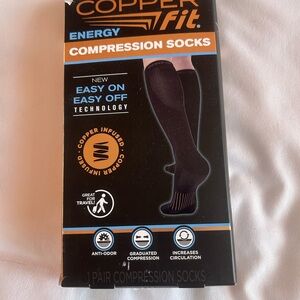 COPPER
Fit®
ENERGY
COMPRESSION SOCKS
NEW
EASY ON
EASY OFF
TECHNOLOGY
COPPER INFUSED • COPPER INFUSED •
GREAT
FOR
TRAVEL!
ANTI-ODOR
GRADUATED
COMPRESSION
INCREASES
CIRCULATION
1 PAIR COMPRESSION SOCKS